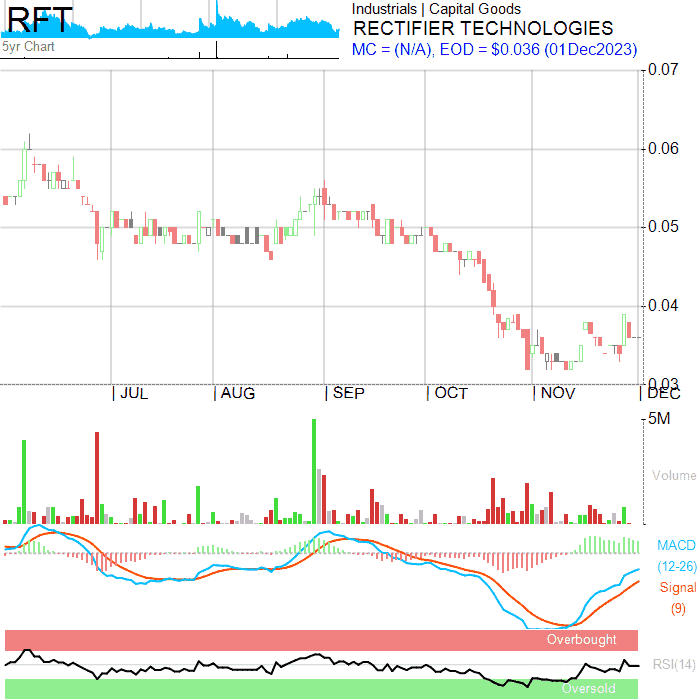 RFT
5yr Chart
Industrials | Capital Goods
RECTIFIER TECHNOLOGIES
MC = (N/A), EOD = $0.036 (01Dec2023)
0.07
0.06
0.05
0.04
0.03
JUL AUG SEP OCT NOV DEC
5M
Volume
MACD
(12-26)
Signal
(9)
Overbought
RSI(14)
Oversold